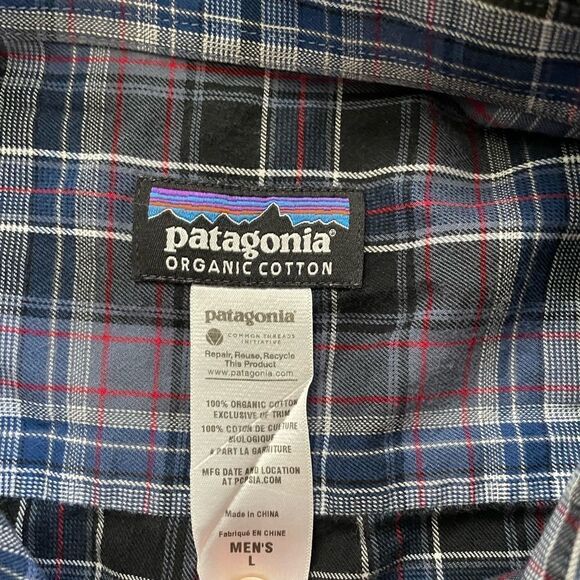 patagonia®
ORGANIC COTTON
patagonia®
COMMON THREADS
INITIATIVE
Repair, Reuse, Recycle
This Product
www.patagonia.com
100% ORGANIC COTTON
EXCLUSIVE OF TRIM
100% COTON DE CULTURE
BIOLOGIQUE
À PART LA GARNITURE
MFG DATE AND LOCATION
AT PCASIA.COM
Made in CHINA
Fabriqué EN CHINE
MEN'S
L